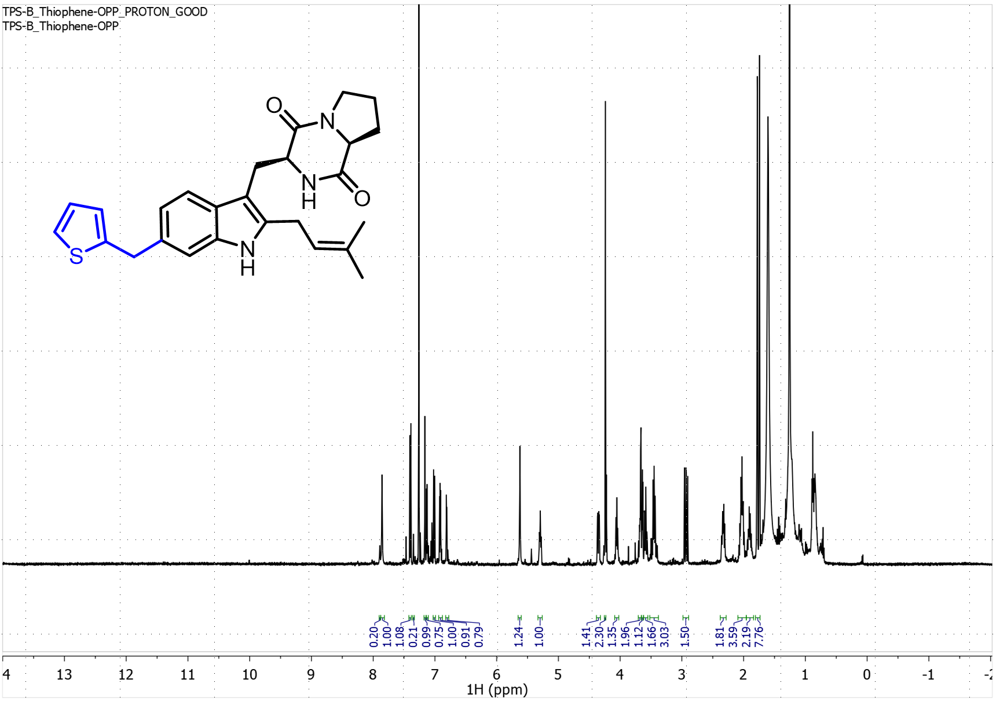 TPS-B_Thiophene-OPP_PROTON_GOOD
TPS-B_Thiophene-OPP
O
N
N
H
O
S
N
H
0.20
1.00
1.08
0.21
0.99
0.75
1.00
0.91
0.79
1.24
1.00
1.41
2.30
1.35
1.96
1.12
1.66
3.03
1.50
1.81
3.59
2.19
7.76
4 13 12 11 10 9 8 7 6 5 4 3 2 1 0 -1 -2
1H (ppm)